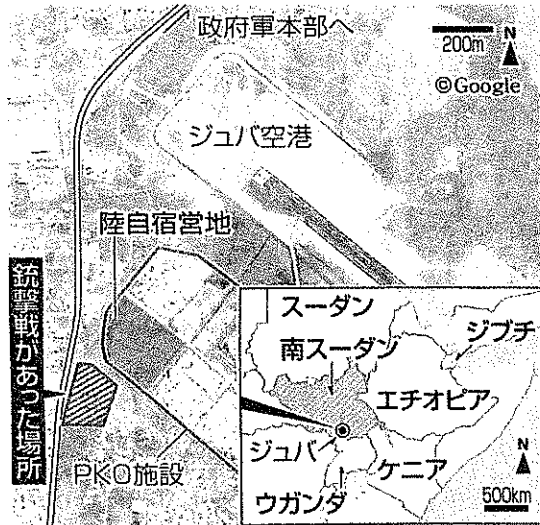 政府軍本部へ
200m
N
©Google
ジュバ空港
陸自宿営地
銃撃戦があった場所
PKO施設
スーダン
南スーダン
ジブチ
エチオピア
ジュバ
ケニア
ウガンダ
N
500km